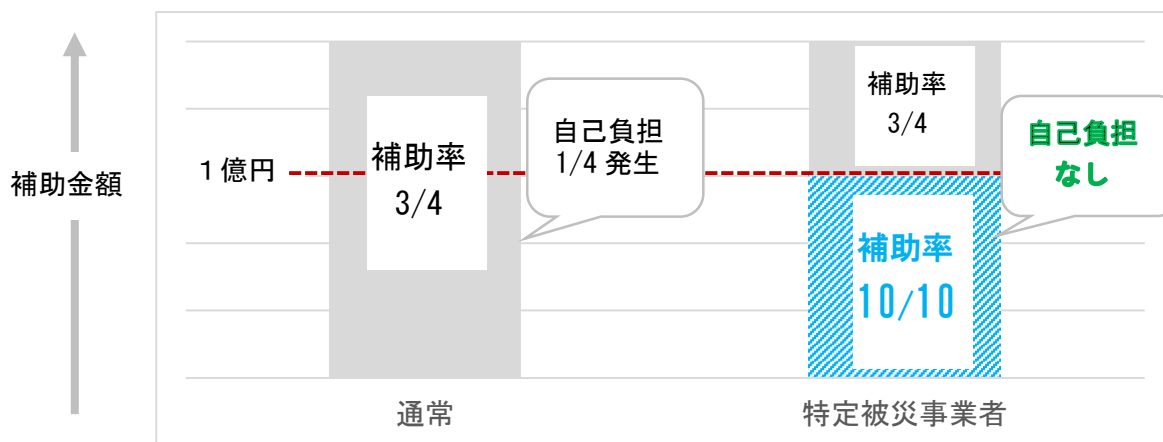 補助金額
1億円
補助率
3/4
自己負担
1/4 発生
補助率
3/4
自己負担
なし
補助率
10/10
通常
特定被災事業者